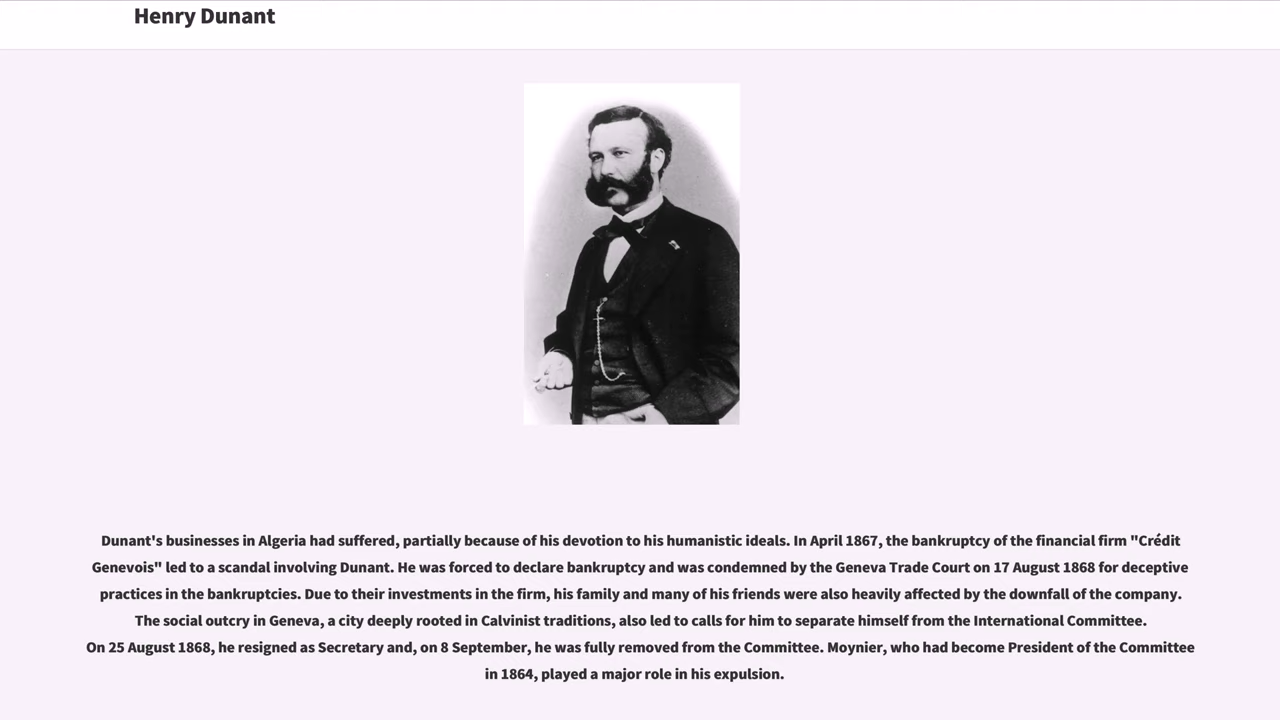 Henry Dunant
Dunant's businesses in Algeria had suffered, partially because of his devotion to his humanistic ideals. In April 1867, the bankruptcy of the financial firm "Crédit
Genevois" led to a scandal involving Dunant. He was forced to declare bankruptcy and was condemned by the Geneva Trade Court on 17 August 1868 for deceptive
practices in the bankruptcies. Due to their investments in the firm, his family and many of his friends were also heavily affected by the downfall of the company.
The social outcry in Geneva, a city deeply rooted in Calvinist traditions, also led to calls for him to separate himself from the International Committee.
On 25 August 1868, he resigned as Secretary and, on 8 September, he was fully removed from the Committee. Moynier, who had become President of the Committee
in 1864, played a major role in his expulsion.